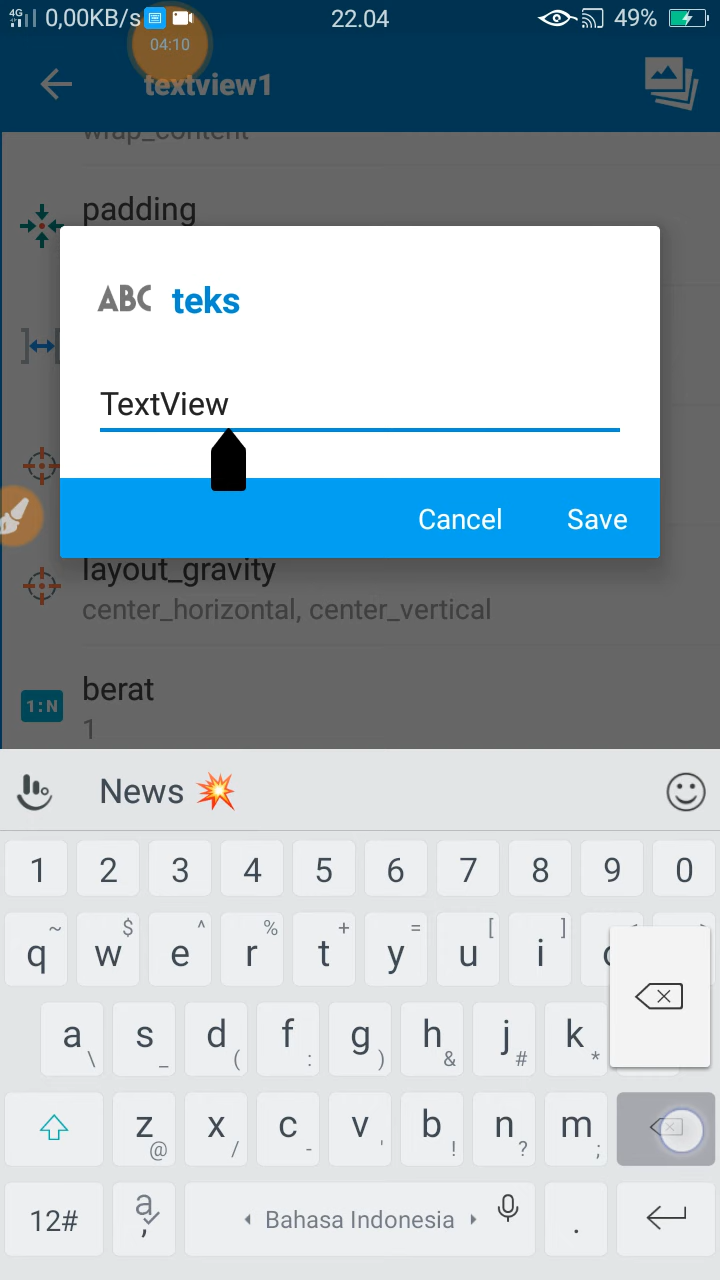 4G 0,00KB/s 22.04 49%
04:10
textview1
wrap_content
padding
ABC teks
TextView
Cancel Save
layout_gravity
center_horizontal, center_vertical
1:N berat
1
News 💥
1 2 3 4 5 6 7 8 9 0
~ $ ^ % + = [ ]
q w e r t y u i
a s d f g h j k
\ _ ( : ) & # *
z x c v b n m
@ / - ' ! ? ;
12# a , Bahasa Indonesia .